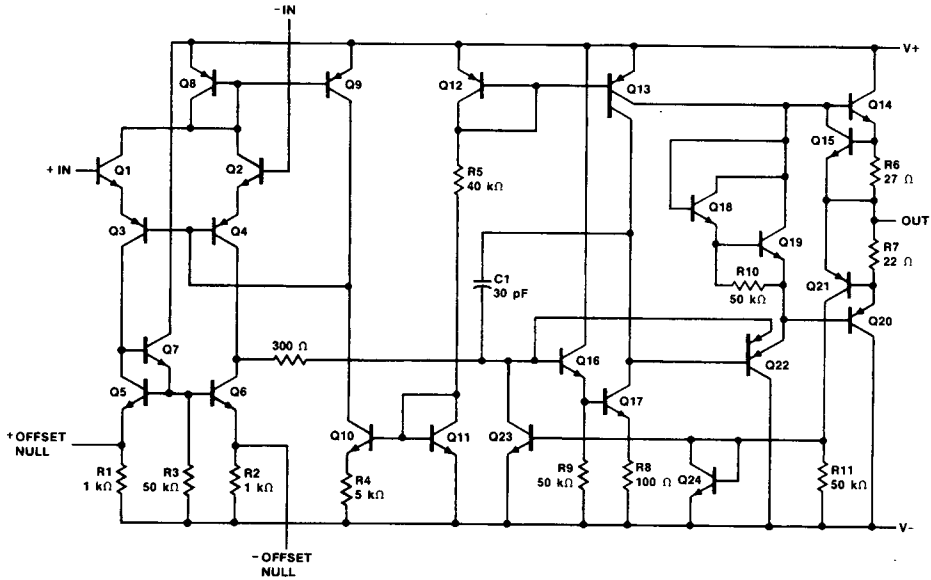 −IN
V+
Q8
Q9
Q12
Q13
Q14
Q15
+ IN
Q1
Q2
R5
40 kΩ
R6
27 Ω
Q18
OUT
Q3
Q4
Q19
R7
22 Ω
C1
30 pF
R10
50 kΩ
Q21
Q20
300 Ω
Q7
Q16
Q22
Q5
Q6
Q17
+OFFSET
NULL
Q10
Q11
Q23
R1
1 kΩ
R3
50 kΩ
R2
1 kΩ
R4
5 kΩ
R9
50 kΩ
R8
100 Ω
Q24
R11
50 kΩ
V−
−OFFSET
NULL